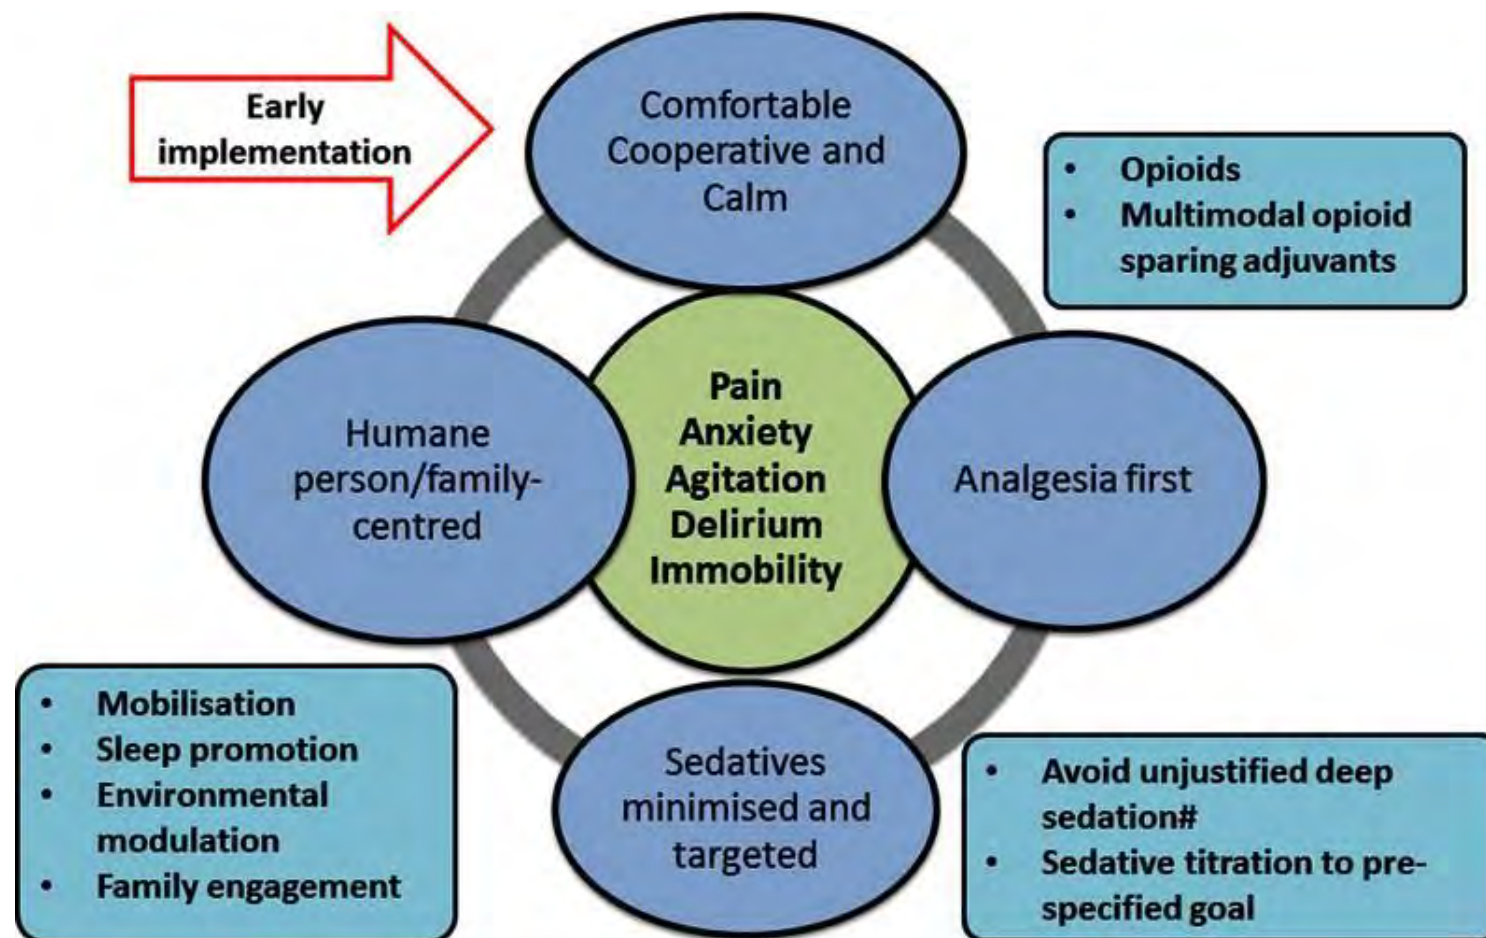 Early
implementation
Comfortable
Cooperative and
Calm
• Opioids
• Multimodal opioid
sparing adjuvants
Humane
person/family-
centred
Pain
Anxiety
Agitation
Delirium
Immobility
Analgesia first
• Mobilisation
• Sleep promotion
• Environmental
modulation
• Family engagement
Sedatives
minimised and
targeted
• Avoid unjustified deep
sedation#
• Sedative titration to pre-
specified goal